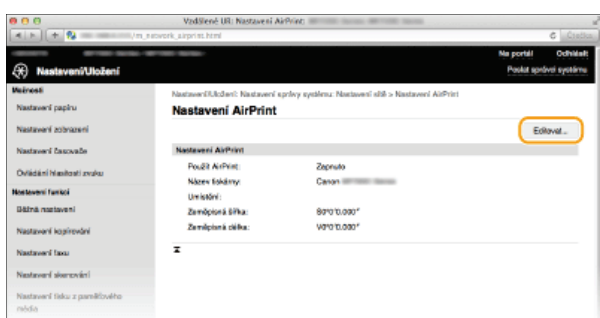 Vzdálené UI: Nastavení AirPrint:
/m_network_airprint.html
Na portál Odhlásit
Nastavení/Uložení
Poslat správci systému
Možnosti
Nastavení papíru
Nastavení zobrazení
Nastavení časovače
Ovládání hlasitosti zvuku
Nastavení funkcí
Běžná nastavení
Nastavení kopírování
Nastavení faxu
Nastavení skenování
Nastavení tisku z paměťového
média
Nastavení/Uložení: Nastavení správy systému: Nastavení sítě > Nastavení AirPrint
Nastavení AirPrint
Editovat...
Nastavení AirPrint
Použít AirPrint: Zapnuto
Název tiskárny: Canon
Umístění:
Zeměpisná šířka:
Zeměpisná délka: